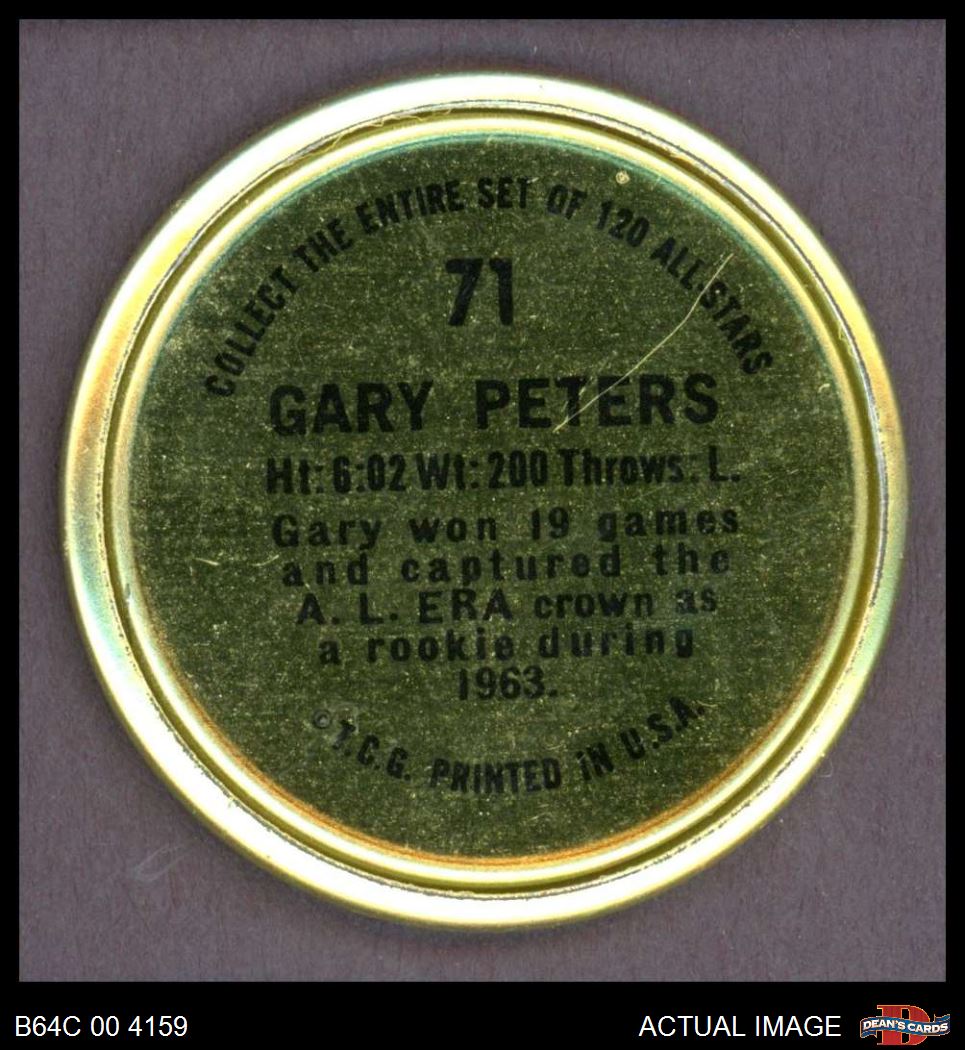 COLLECT THE ENTIRE SET OF 120 ALL STARS
71
GARY PETERS
Ht: 6:02 Wt: 200 Throws: L.
Gary won 19 games
and captured the
A. L. ERA crown as
a rookie during
1963.
© T.C.G. PRINTED IN U.S.A.
B64C 00 4159
ACTUAL IMAGE
D
DEAN'S CARDS